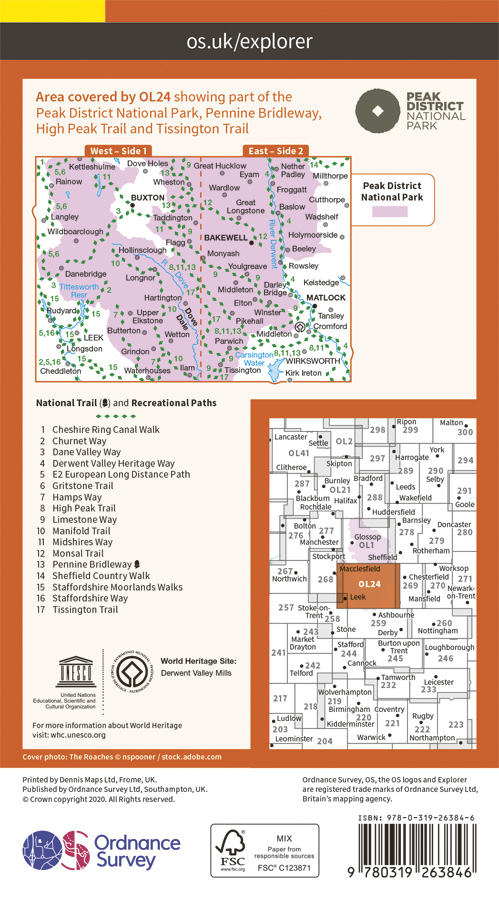 os.uk/explorer
Area covered by OL24 showing part of the
Peak District National Park, Pennine Bridleway,
High Peak Trail and Tissington Trail
PEAK
DISTRICT
NATIONAL
PARK
West – Side 1
East – Side 2
Peak District
National Park
Kettleshulme
Dove Holes
Great Hucklow
Nether
Padley
Millthorpe
Rainow
Wheston
Wardlow
Froggatt
Cutthorpe
BUXTON
Great
Longstone
Baslow
Langley
Taddington
Wadshelf
Wildboarclough
Flagg
BAKEWELL
River Derwent
Holymoorside
Hollinsclough
Monyash
Beeley
Danebridge
Longnor
R. Dove
Youlgreave
Rowsley
Tittesworth
Resr
Hartington
Middleton
Darley
Bridge
Kelstedge
Rudyard
Upper
Elkstone
Dove
Dale
Elton
Winster
MATLOCK
LEEK
Butterton
Wetton
Pikehall
Tansley
Longsdon
Parwich
Middleton
Cromford
Grindon
Carsington
Water
WIRKSWORTH
Cheddleton
Waterhouses
Ilam
Tissington
Kirk Ireton
National Trail () and Recreational Paths
1 Cheshire Ring Canal Walk
2 Churnet Way
3 Dane Valley Way
4 Derwent Valley Heritage Way
5 E2 European Long Distance Path
6 Gritstone Trail
7 Hamps Way
8 High Peak Trail
9 Limestone Way
10 Manifold Trail
11 Midshires Way
12 Monsal Trail
13 Pennine Bridleway
14 Sheffield Country Walk
15 Staffordshire Moorlands Walks
16 Staffordshire Way
17 Tissington Trail
Ripon
Malton
298
299
300
Lancaster
Settle
OL2
OL41
Skipton
297
Harrogate
York
294
Clitheroe
289
290
Burnley
Bradford
Leeds
Selby
287
OL21
288
291
Blackburn
Halifax
Wakefield
Goole
Rochdale
Huddersfield
Bolton
Barnsley
Doncaster
276
277
Glossop
OL1
278
280
Manchester
279
Rotherham
Stockport
Sheffield
267
Macclesfield
Worksop
Northwich
268
OL24
Chesterfield
271
269
270
Newark-
on-Trent
Leek
Mansfield
257
Stoke-on-
Trent
258
Ashbourne
259
260
243
Stone
Derby
Nottingham
Market
Drayton
241
Stafford
Burton upon
Trent
Loughborough
242
244
245
246
Telford
Cannock
Tamworth
232
Leicester
233
Wolverhampton
217
218
219
Birmingham
Coventry
220
221
Rugby
222
223
Ludlow
203
Kidderminster
Leominster
204
Warwick
Northampton
UNESCO
United Nations
Educational, Scientific and
Cultural Organization
World Heritage Site:
Derwent Valley Mills
For more information about World Heritage
visit: whc.unesco.org
Cover photo: The Roaches © nspooner / stock.adobe.com
Printed by Dennis Maps Ltd, Frome, UK.
Published by Ordnance Survey Ltd, Southampton, UK.
© Crown copyright 2020. All Rights reserved.
Ordnance Survey, OS, the OS logos and Explorer
are registered trade marks of Ordnance Survey Ltd,
Britain's mapping agency.
Ordnance
Survey
FSC
www.fsc.org
MIX
Paper from
responsible sources
FSC® C123871
ISBN: 978-0-319-26384-6
9 780319 263846